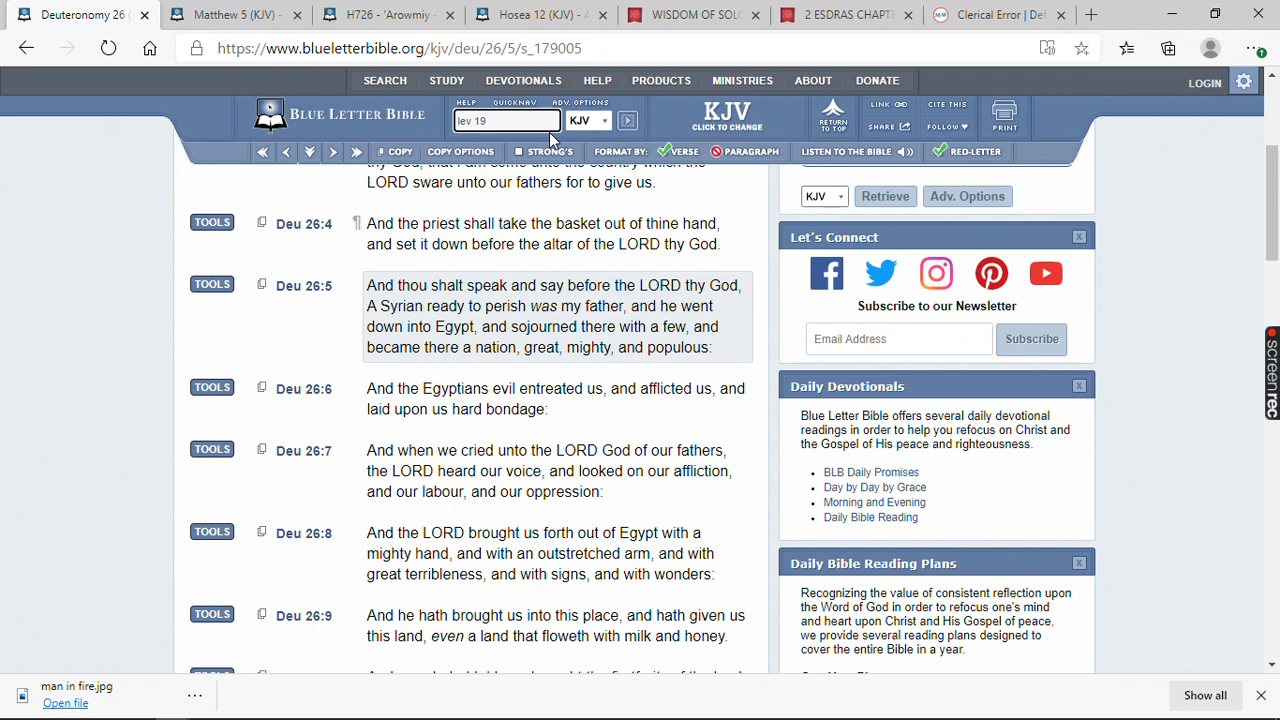 Deuteronomy 26
Matthew 5 (KJV) -
H726 - 'Arowmiy -
Hosea 12 (KJV) - A
WISDOM OF SOLO
2 ESDRAS CHAPTE
Clerical Error | Def
https://www.blueletterbible.org/kjv/deu/26/5/s_179005
SEARCH STUDY DEVOTIONALS HELP PRODUCTS MINISTRIES ABOUT DONATE
LOGIN
BLUE LETTER BIBLE
HELP QUICKNAV ADV. OPTIONS
lev 19
KJV
KJV
CLICK TO CHANGE
RETURN
TO TOP
LINK
CITE THIS
SHARE
FOLLOW
PRINT
COPY COPY OPTIONS STRONG'S FORMAT BY: VERSE PARAGRAPH LISTEN TO THE BIBLE RED-LETTER
thy God, that I am come unto the country which the
LORD sware unto our fathers for to give us.
TOOLS Deu 26:4 ¶ And the priest shall take the basket out of thine hand,
and set it down before the altar of the LORD thy God.
TOOLS Deu 26:5 And thou shalt speak and say before the LORD thy God,
A Syrian ready to perish was my father, and he went
down into Egypt, and sojourned there with a few, and
became there a nation, great, mighty, and populous:
TOOLS Deu 26:6 And the Egyptians evil entreated us, and afflicted us, and
laid upon us hard bondage:
TOOLS Deu 26:7 And when we cried unto the LORD God of our fathers,
the LORD heard our voice, and looked on our affliction,
and our labour, and our oppression:
TOOLS Deu 26:8 And the LORD brought us forth out of Egypt with a
mighty hand, and with an outstretched arm, and with
great terribleness, and with signs, and with wonders:
TOOLS Deu 26:9 And he hath brought us into this place, and hath given us
this land, even a land that floweth with milk and honey.
KJV Retrieve Adv. Options
Let's Connect X
Subscribe to our Newsletter
Email Address Subscribe
Daily Devotionals X
Blue Letter Bible offers several daily devotional
readings in order to help you refocus on Christ and
the Gospel of His peace and righteousness.
BLB Daily Promises
Day by Day by Grace
Morning and Evening
Daily Bible Reading
Daily Bible Reading Plans X
Recognizing the value of consistent reflection upon
the Word of God in order to refocus one's mind
and heart upon Christ and His Gospel of peace,
we provide several reading plans designed to
cover the entire Bible in a year.
screenrec
man in fire.jpg
Open file
Show all